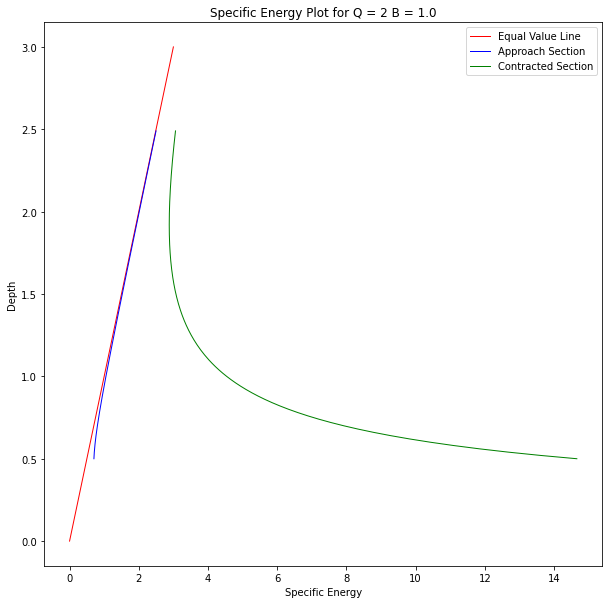 Specific Energy Plot for Q = 2 B = 1.0
Equal Value Line
Approach Section
Contracted Section
Depth
3.0
2.5
2.0
1.5
1.0
0.5
0.0
0 2 4 6 8 10 12 14
Specific Energy